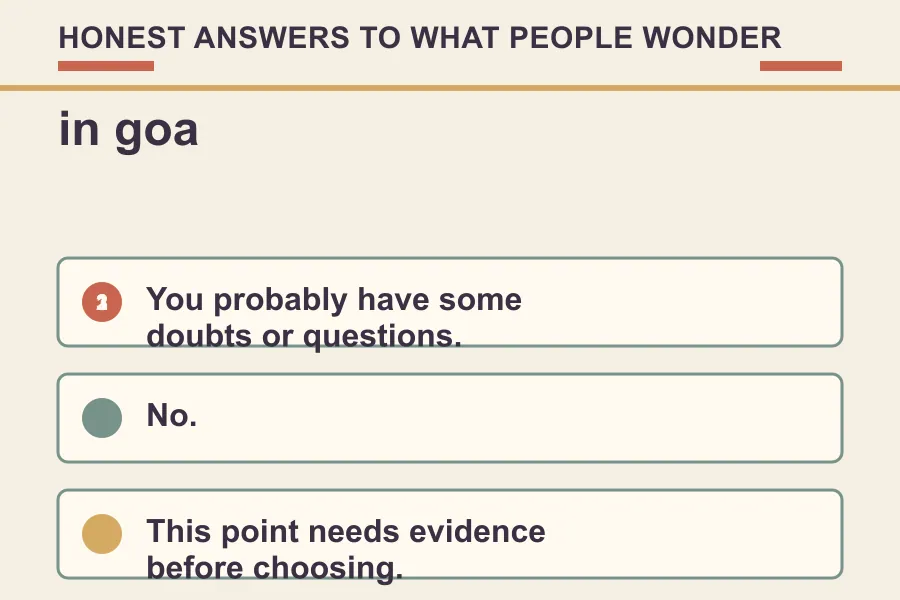 HONEST ANSWERS TO WHAT PEOPLE WONDER
in goa
You probably have some
doubts or questions.
No.
This point needs evidence
before choosing.